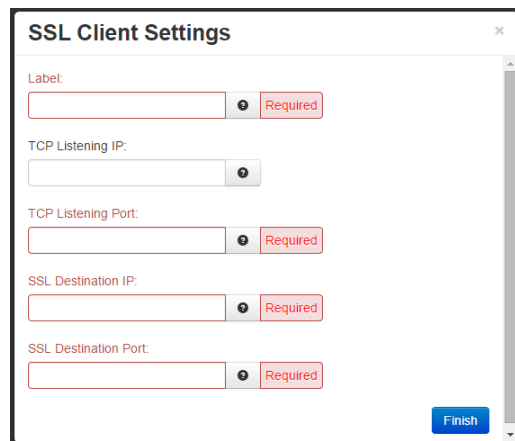 SSL Client Settings ×
Label:
Required
TCP Listening IP:
TCP Listening Port:
Required
SSL Destination IP:
Required
SSL Destination Port:
Required
Finish